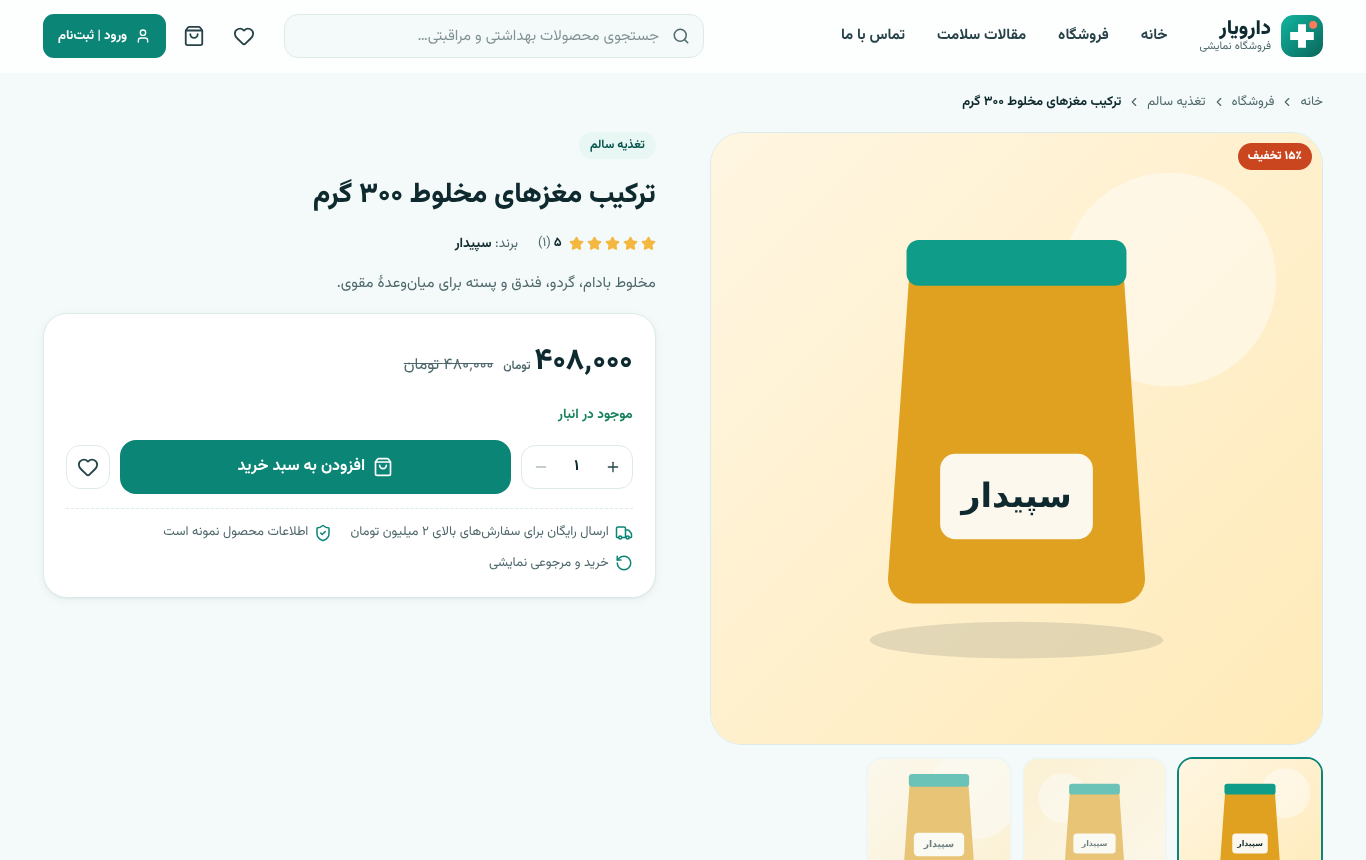 دارویار
فروشگاه نمایشی
خانه
فروشگاه
مقالات سلامت
تماس با ما
جستجوی محصولات بهداشتی و مراقبتی...
ورود | ثبت‌نام
خانه > فروشگاه > تغذیه سالم > ترکیب مغزهای مخلوط ۳۰۰ گرم
۱۵٪ تخفیف
سپیدار
سپیدار
سپیدار
سپیدار
تغذیه سالم
ترکیب مغزهای مخلوط ۳۰۰ گرم
۵ (۱) برند: سپیدار
مخلوط بادام، گردو، فندق و پسته برای میان‌وعدهٔ مقوی.
۴۰۸,۰۰۰ تومان ۴۸۰,۰۰۰ تومان
موجود در انبار
+ ۱ −
افزودن به سبد خرید
ارسال رایگان برای سفارش‌های بالای ۲ میلیون تومان
اطلاعات محصول نمونه است
خرید و مرجوعی نمایشی